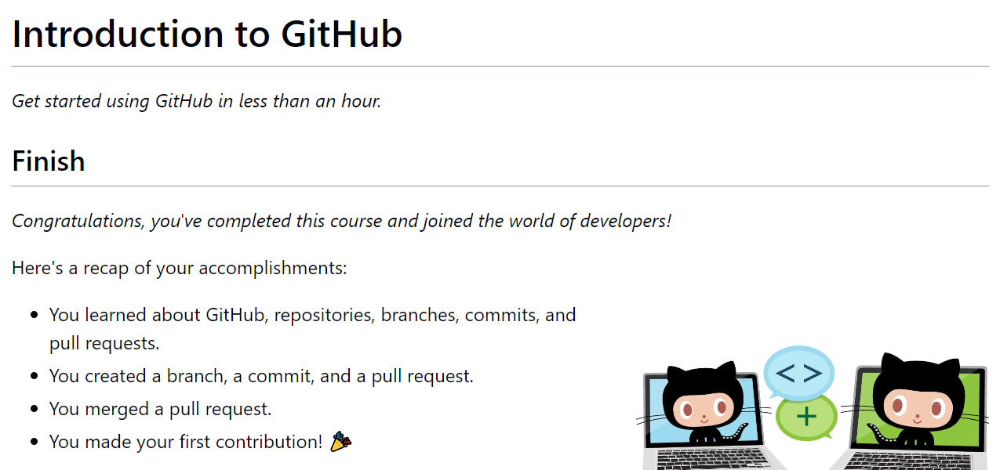 Introduction to GitHub
Get started using GitHub in less than an hour.
Finish
Congratulations, you've completed this course and joined the world of developers!
Here's a recap of your accomplishments:
• You learned about GitHub, repositories, branches, commits, and
pull requests.
• You created a branch, a commit, and a pull request.
• You merged a pull request.
• You made your first contribution! 🎉
< >
+